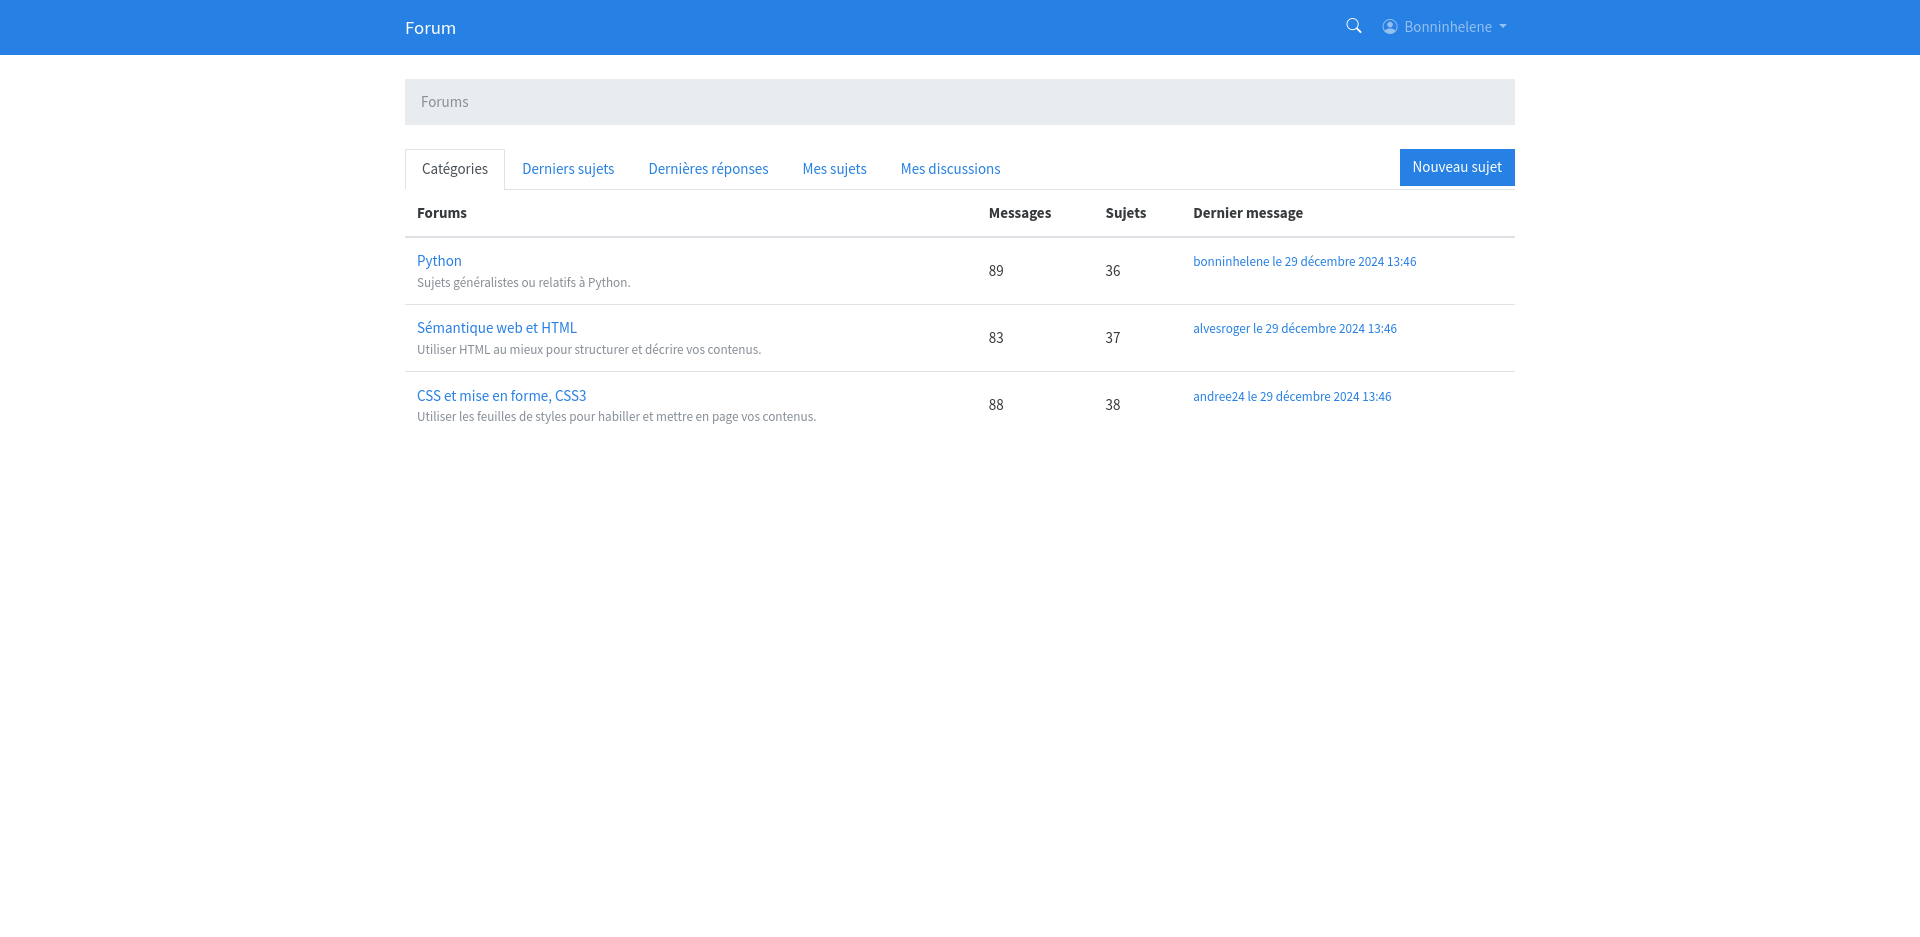 Forum
Bonninhelene
Forums
Catégories Derniers sujets Dernières réponses Mes sujets Mes discussions Nouveau sujet
Forums Messages Sujets Dernier message
Python 89 36 bonninhelene le 29 décembre 2024 13:46
Sujets généralistes ou relatifs à Python.
Sémantique web et HTML 83 37 alvesroger le 29 décembre 2024 13:46
Utiliser HTML au mieux pour structurer et décrire vos contenus.
CSS et mise en forme, CSS3 88 38 andree24 le 29 décembre 2024 13:46
Utiliser les feuilles de styles pour habiller et mettre en page vos contenus.